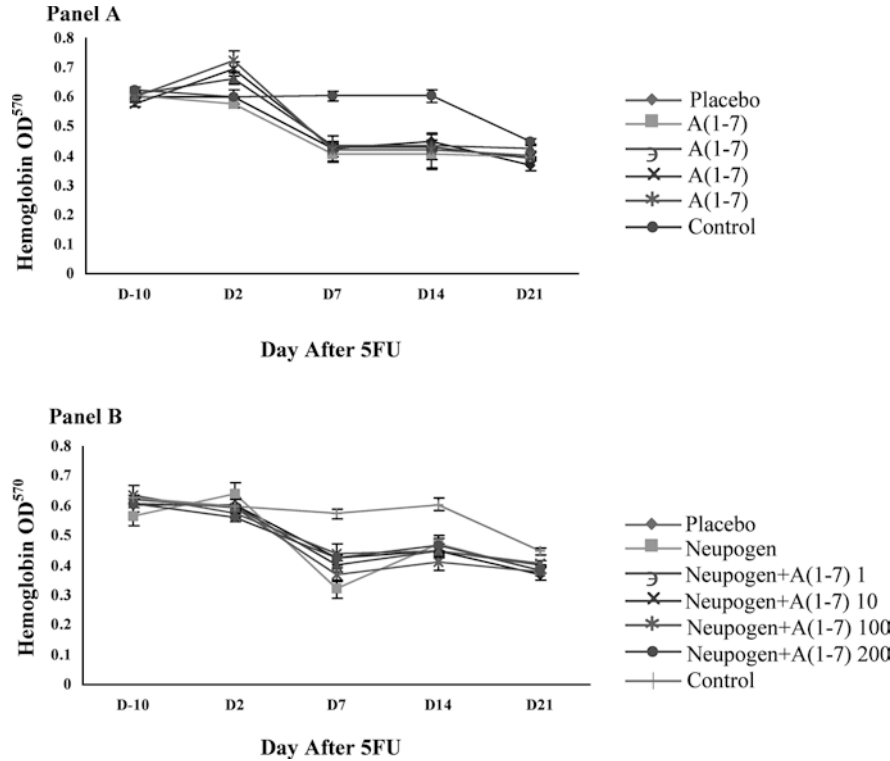 Panel A
Hemoglobin OD570
0.8
0.7
0.6
0.5
0.4
0.3
0.2
0.1
0
D-10 D2 D7 D14 D21
Day After 5FU
Placebo
A(1-7)
A(1-7)
A(1-7)
A(1-7)
Control
Panel B
Hemoglobin OD570
0.8
0.7
0.6
0.5
0.4
0.3
0.2
0.1
0
D-10 D2 D7 D14 D21
Day After 5FU
Placebo
Neupogen
Neupogen+A(1-7) 1
Neupogen+A(1-7) 10
Neupogen+A(1-7) 100
Neupogen+A(1-7) 200
Control